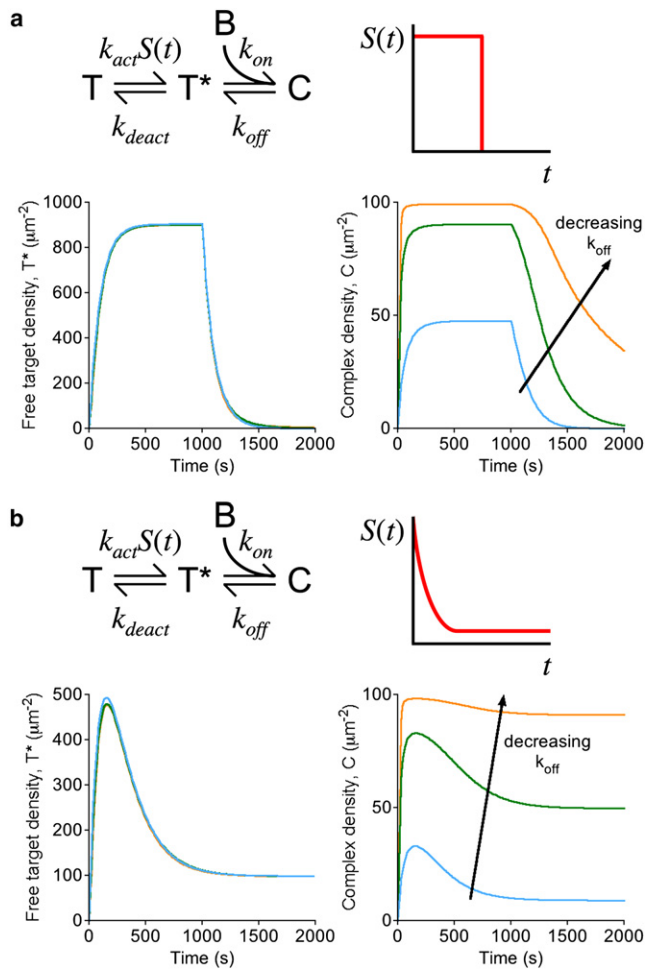 a
B
k_act S(t) k_on
T ⇌ T* ⇌ C
k_deact k_off
S(t)
t
Free target density, T* (μm⁻²)
1000
800
600
400
200
0
0 500 1000 1500 2000
Time (s)
Complex density, C (μm⁻²)
100
50
0
decreasing
k_off
0 500 1000 1500 2000
Time (s)
b
B
k_act S(t) k_on
T ⇌ T* ⇌ C
k_deact k_off
S(t)
t
Free target density, T* (μm⁻²)
500
400
300
200
100
0
0 500 1000 1500 2000
Time (s)
Complex density, C (μm⁻²)
100
50
0
decreasing
k_off
0 500 1000 1500 2000
Time (s)